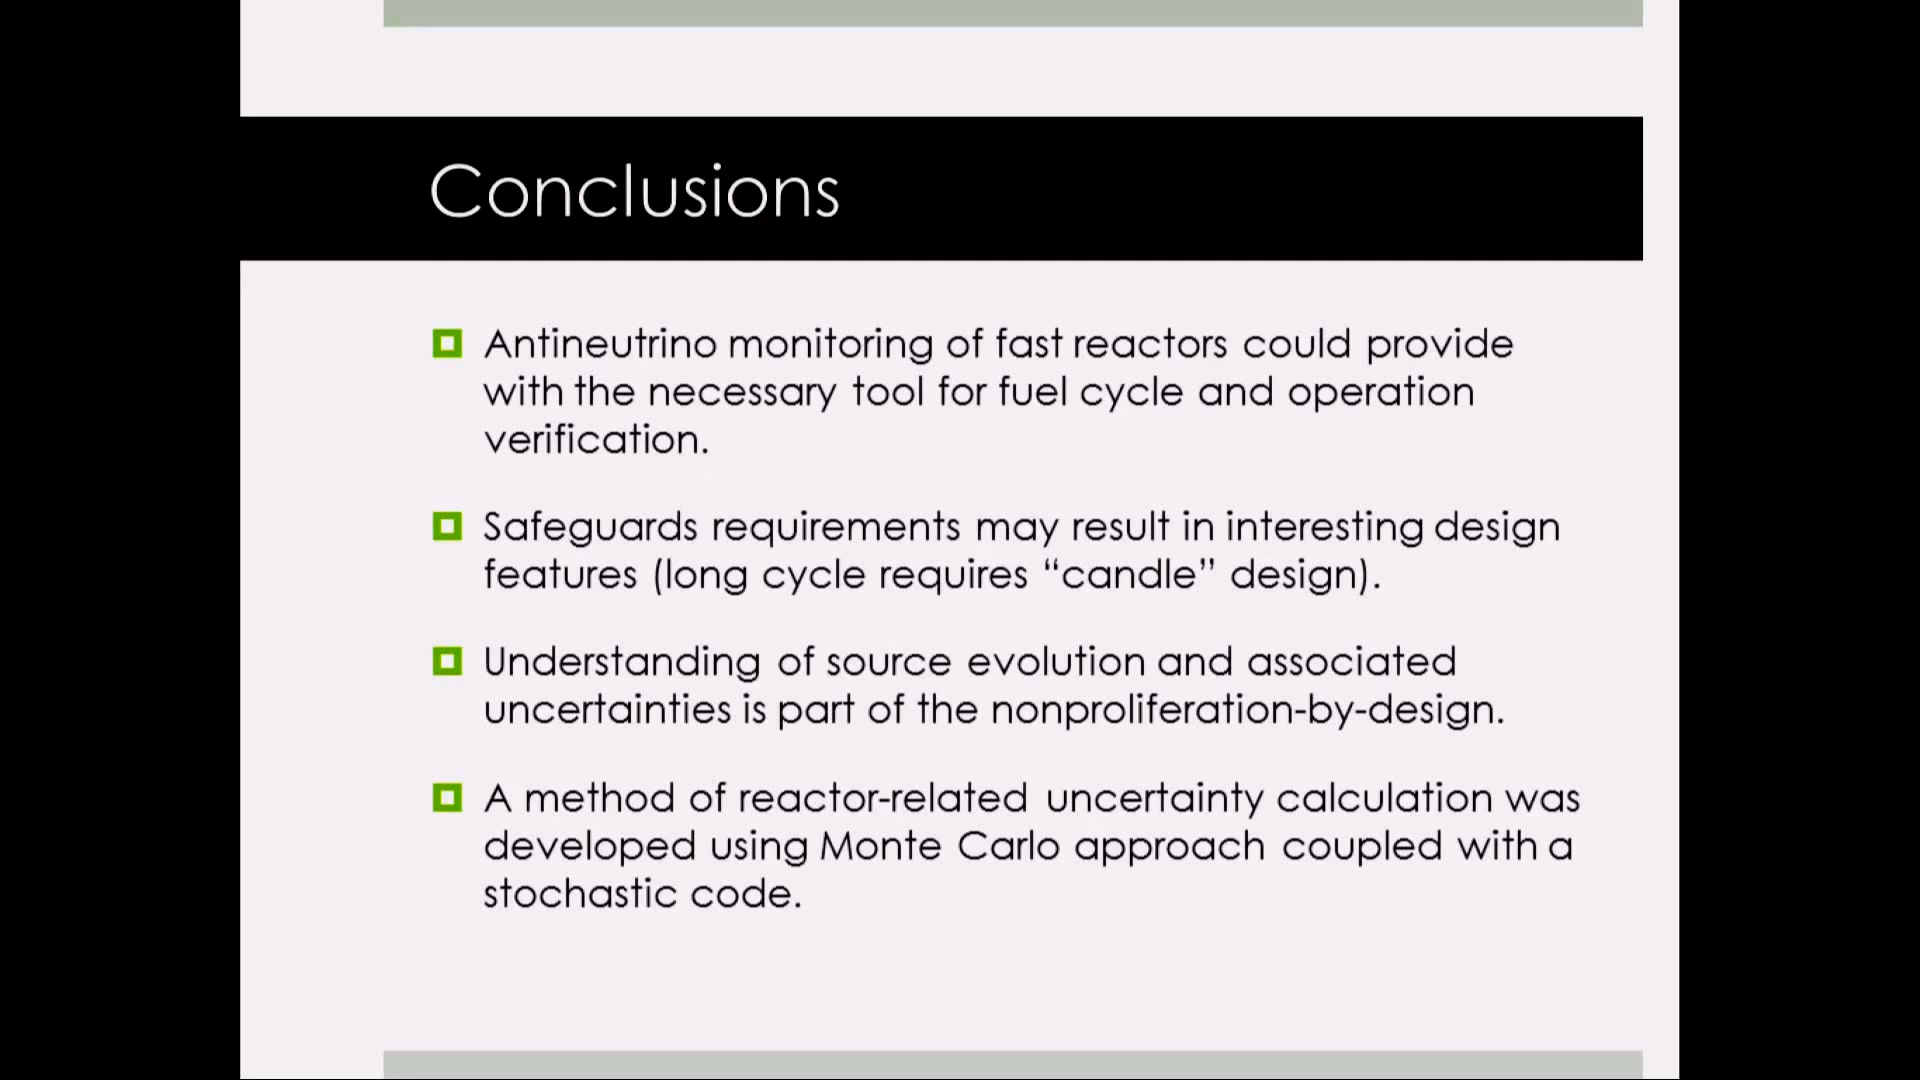 Conclusions
Antineutrino monitoring of fast reactors could provide
with the necessary tool for fuel cycle and operation
verification.
Safeguards requirements may result in interesting design
features (long cycle requires “candle” design).
Understanding of source evolution and associated
uncertainties is part of the nonproliferation-by-design.
A method of reactor-related uncertainty calculation was
developed using Monte Carlo approach coupled with a
stochastic code.